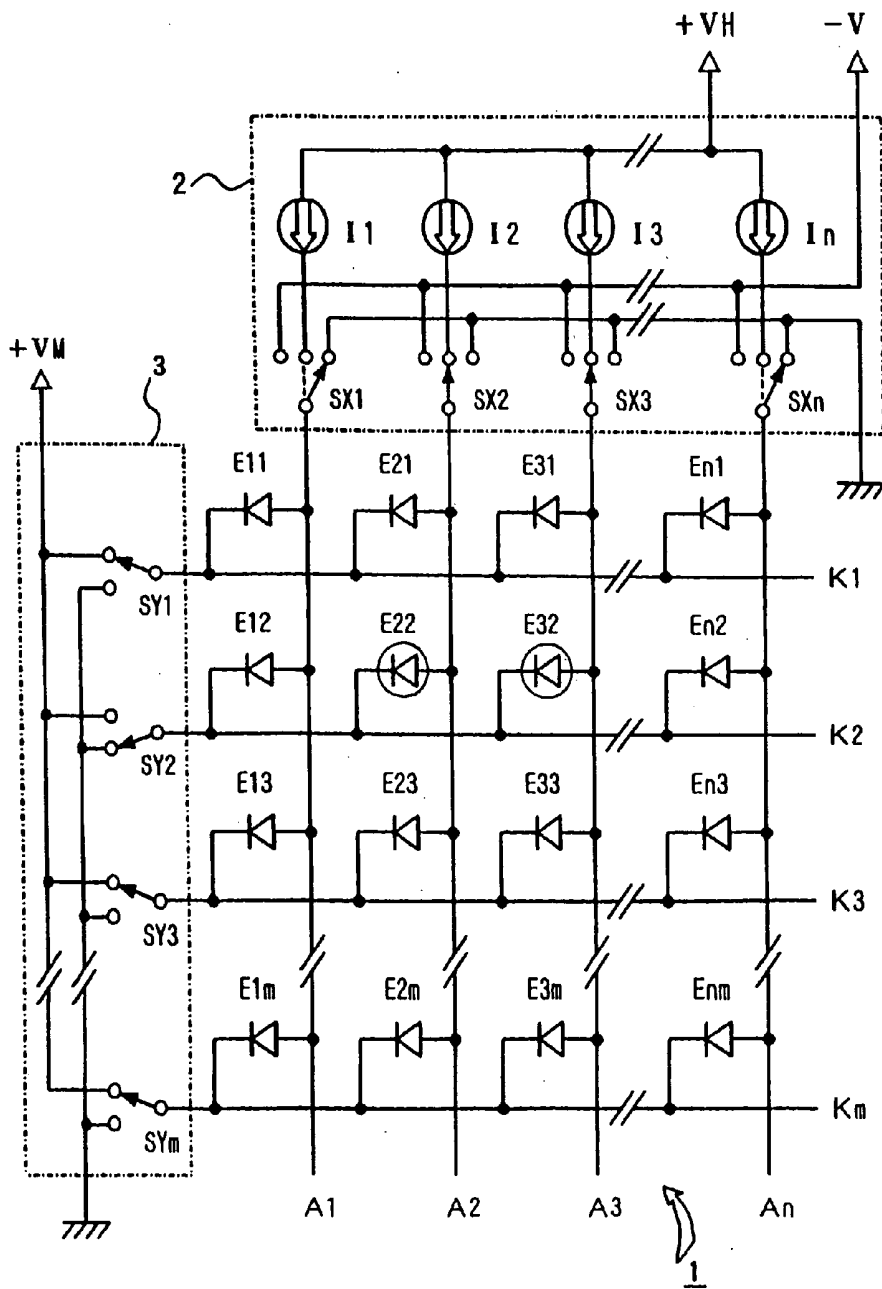 +VH -V
2
I1 I2 I3 In
+VM
3
SX1 SX2 SX3 SXn
E11 E21 E31 En1
SY1 K1
E12 E22 E32 En2
SY2 K2
E13 E23 E33 En3
SY3 K3
E1m E2m E3m Enm
SYm Km
A1 A2 A3 An
1